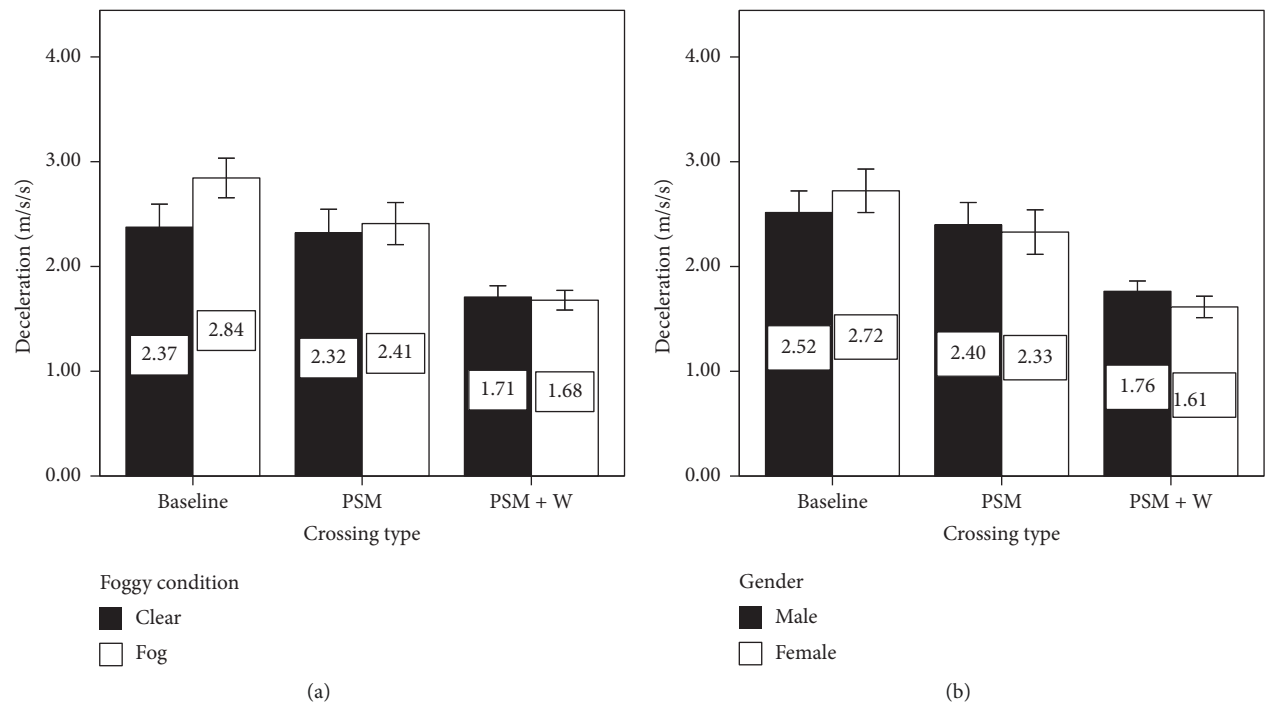 4.00
3.00
2.00
1.00
0.00
Deceleration (m/s/s)
2.37
2.84
2.32
2.41
1.71
1.68
Baseline
PSM
PSM + W
Crossing type
Foggy condition
Clear
Fog
(a)
4.00
3.00
2.00
1.00
0.00
Deceleration (m/s/s)
2.52
2.72
2.40
2.33
1.76
1.61
Baseline
PSM
PSM + W
Crossing type
Gender
Male
Female
(b)